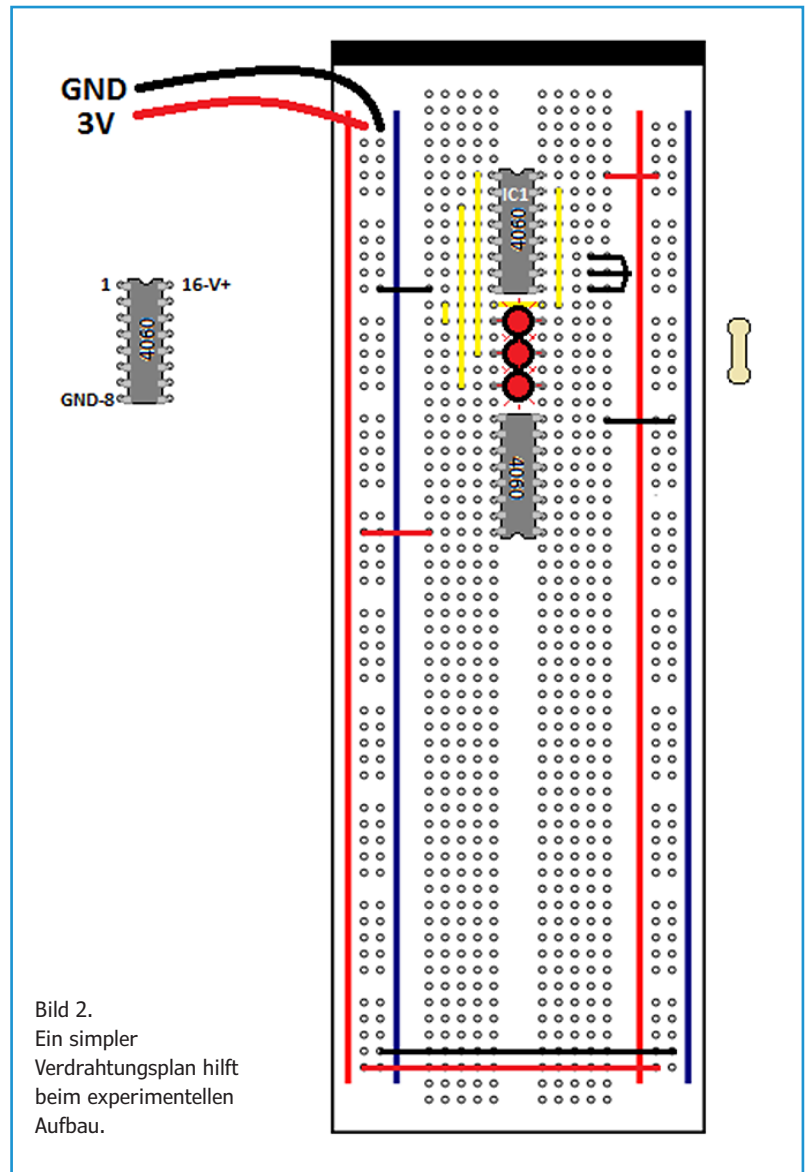 GND
3V
IC1
4060
1
16-V+
4060
GND-8
4060
Bild 2.
Ein simpler
Verdrahtungsplan hilft
beim experimentellen
Aufbau.